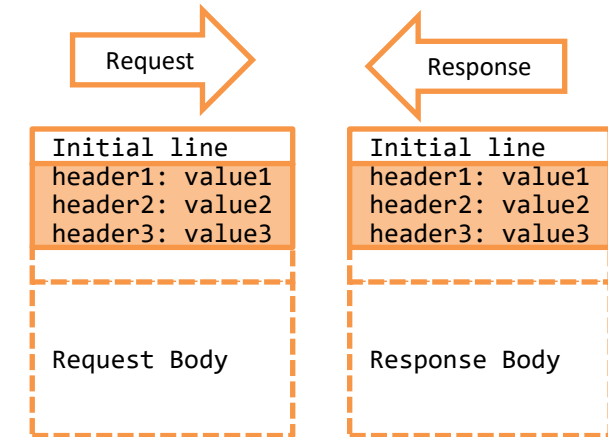 Request
Response
Initial line
header1: value1
header2: value2
header3: value3
Request Body
Initial line
header1: value1
header2: value2
header3: value3
Response Body